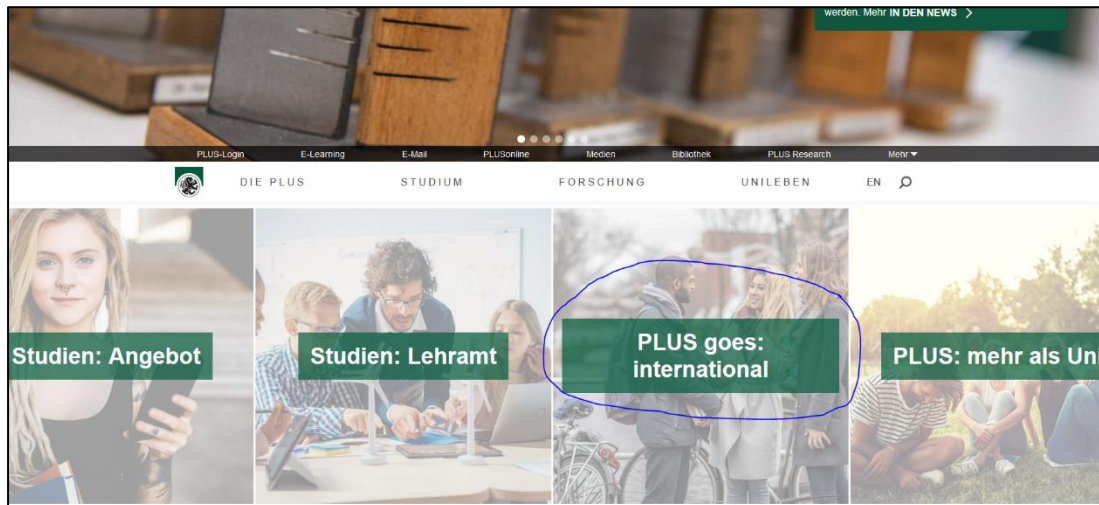 werden. Mehr IN DEN NEWS >
PLUS-Login E-Learning E-Mail PLUSonline Medien Bibliothek PLUS Research Mehr
DIE PLUS STUDIUM FORSCHUNG UNILEBEN EN
Studien: Angebot
Studien: Lehramt
PLUS goes:
international
PLUS: mehr als Uni